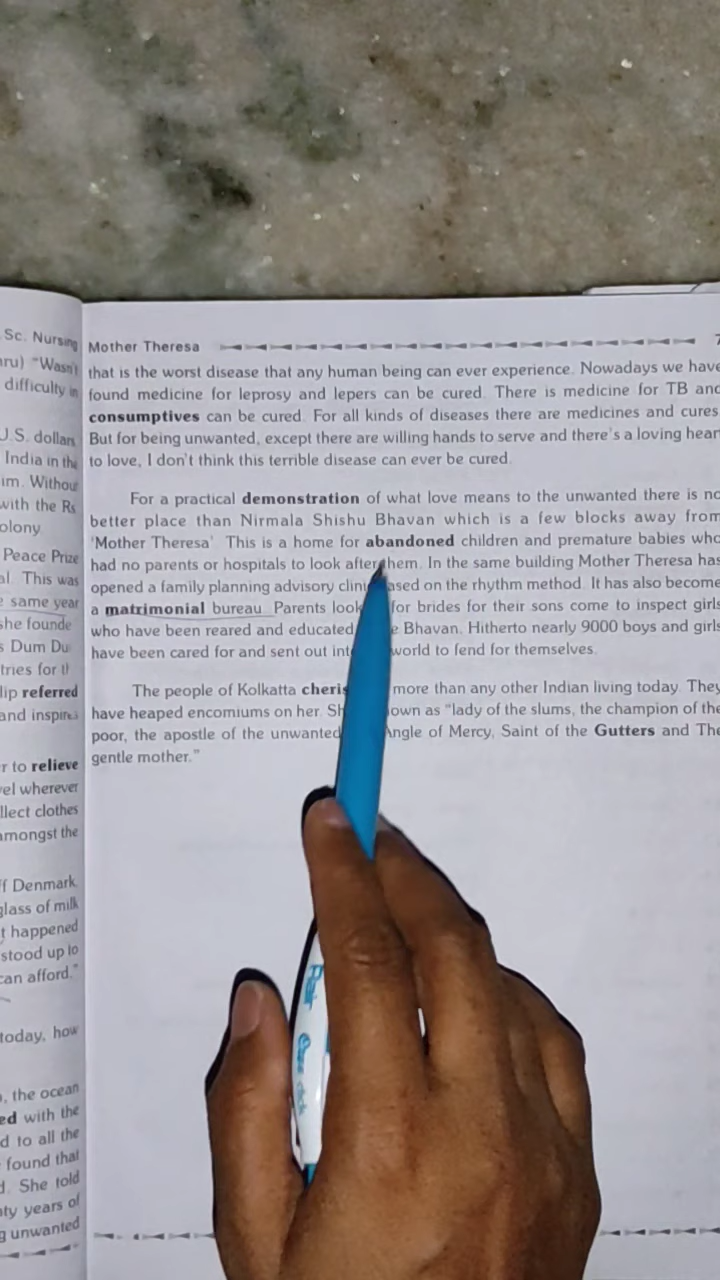 Sc. Nursing
aru) "Wasn't
difficulty in
U.S. dollars
India in the
im. Without
with the Rs
olony
Peace Prize
al. This was
e same year
she founde
s Dum Du
tries for th
lip referred
and inspires
r to relieve
vel wherever
llect clothes
amongst the
ff Denmark.
glass of milk
t happened
stood up to
can afford."
today, how
, the ocean
ed with the
d to all the
found that
d. She told
nty years of
g unwanted
Mother Theresa 7
that is the worst disease that any human being can ever experience. Nowadays we have
found medicine for leprosy and lepers can be cured. There is medicine for TB and
consumptives can be cured. For all kinds of diseases there are medicines and cures
But for being unwanted, except there are willing hands to serve and there's a loving hear
to love, I don't think this terrible disease can ever be cured.
For a practical demonstration of what love means to the unwanted there is no
better place than Nirmala Shishu Bhavan which is a few blocks away from
'Mother Theresa' This is a home for abandoned children and premature babies who
had no parents or hospitals to look after them. In the same building Mother Theresa has
opened a family planning advisory clini ased on the rhythm method. It has also become
a matrimonial bureau Parents look for brides for their sons come to inspect girls
who have been reared and educated e Bhavan. Hitherto nearly 9000 boys and girls
have been cared for and sent out int world to fend for themselves.
The people of Kolkatta cheris more than any other Indian living today. They
have heaped encomiums on her. Sh own as "lady of the slums, the champion of the
poor, the apostle of the unwanted Angle of Mercy, Saint of the Gutters and The
gentle mother."
Flair